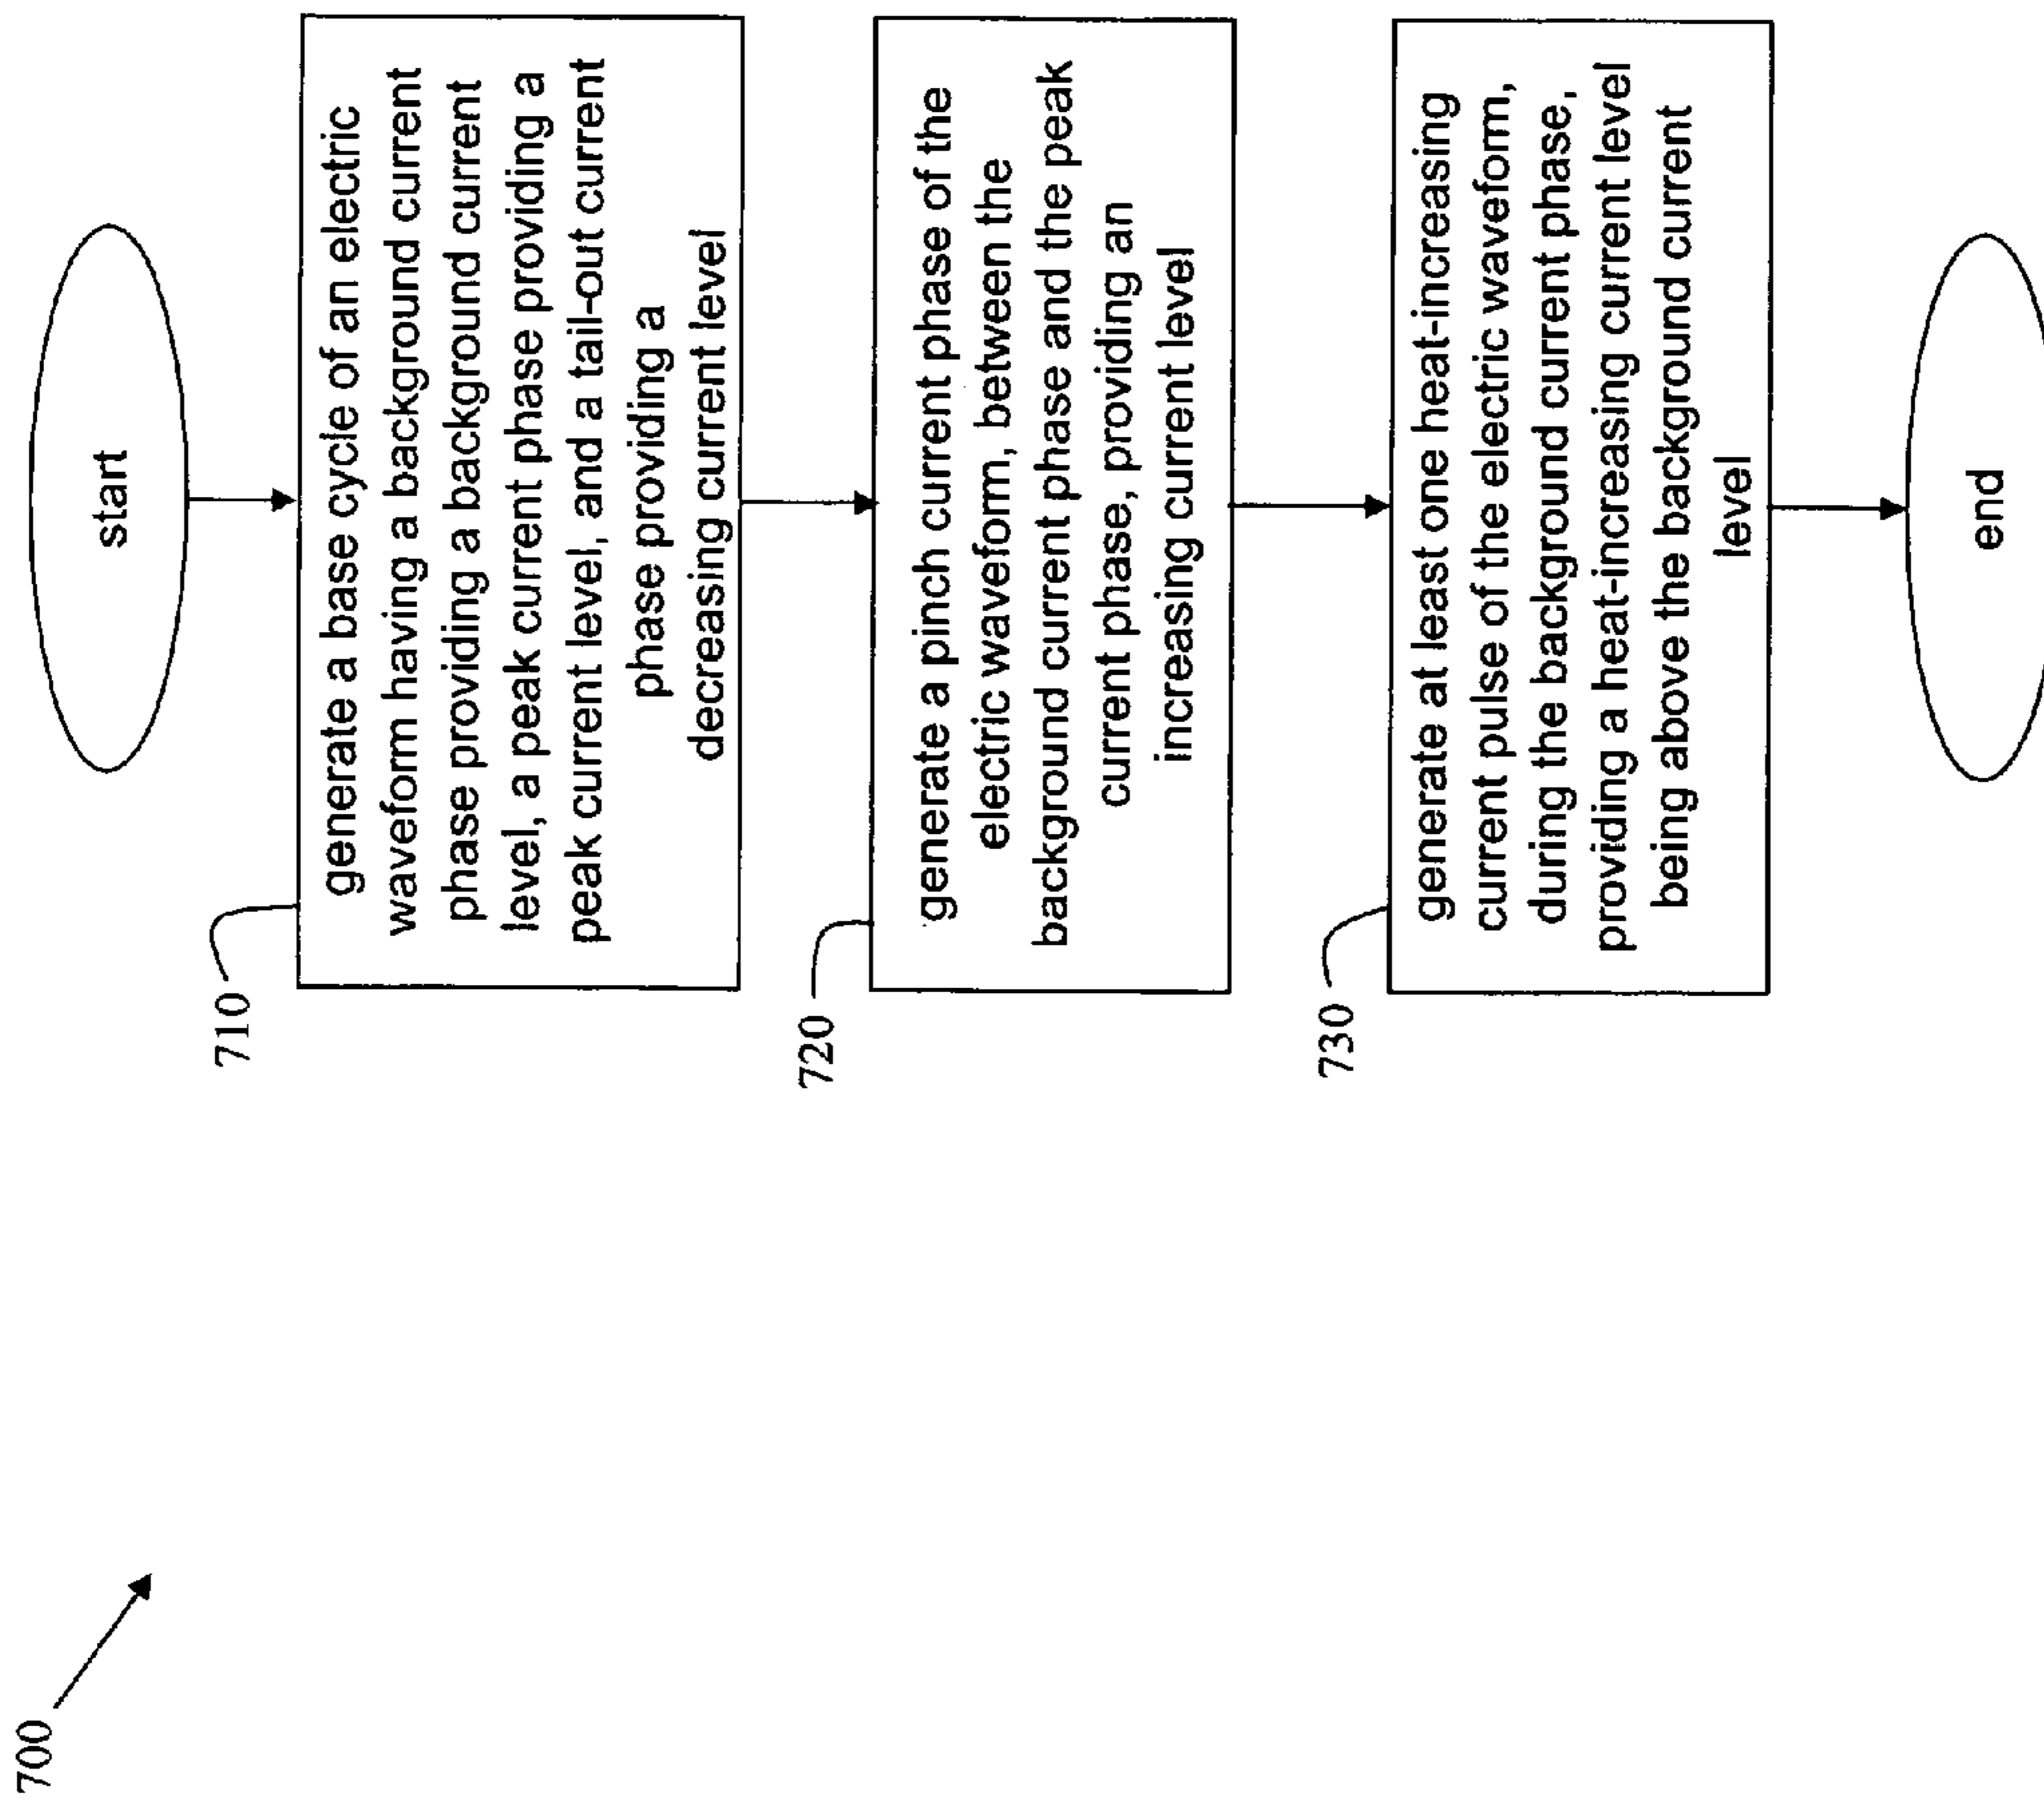 700
start
710
generate a base cycle of an electric
waveform having a background current
phase providing a background current
level, a peak current phase providing a
peak current level, and a tail-out current
phase providing a
decreasing current level
720
generate a pinch current phase of the
electric waveform, between the
background current phase and the peak
current phase, providing an
increasing current level
730
generate at least one heat-increasing
current pulse of the electric waveform,
during the background current phase,
providing a heat-increasing current level
being above the background current
level
end